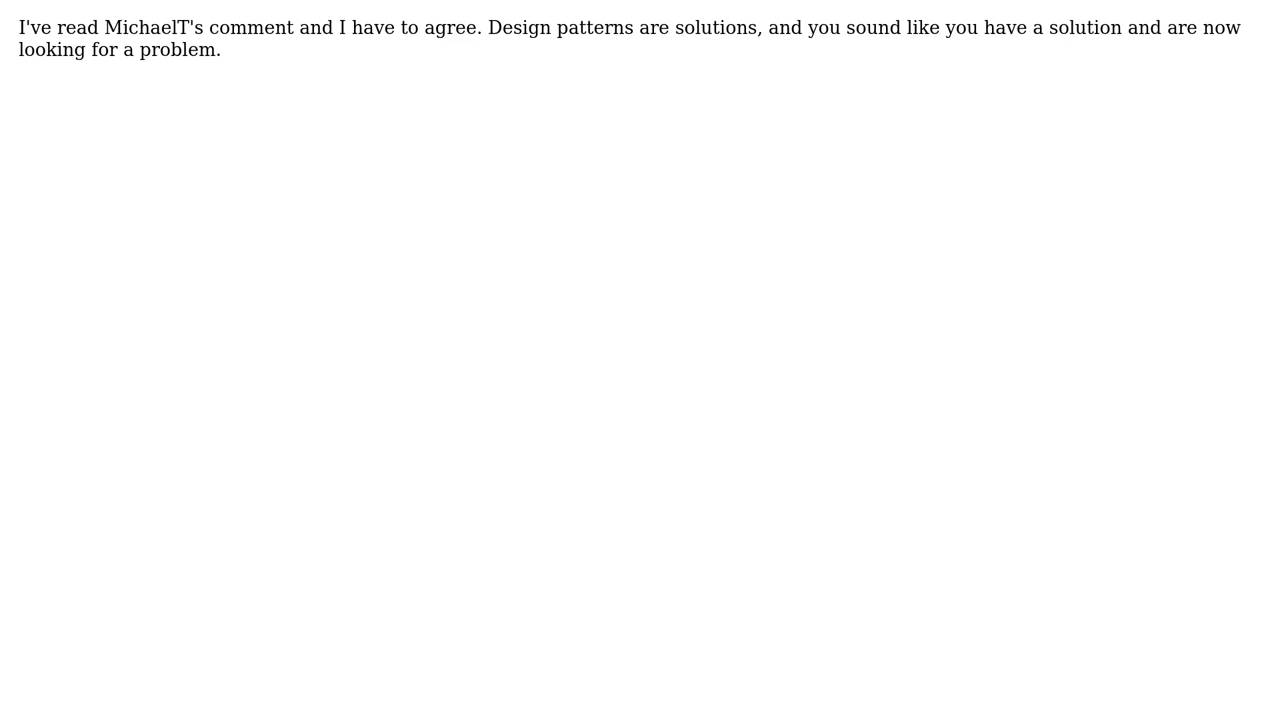 I've read MichaelT's comment and I have to agree. Design patterns are solutions, and you sound like you have a solution and are now
looking for a problem.